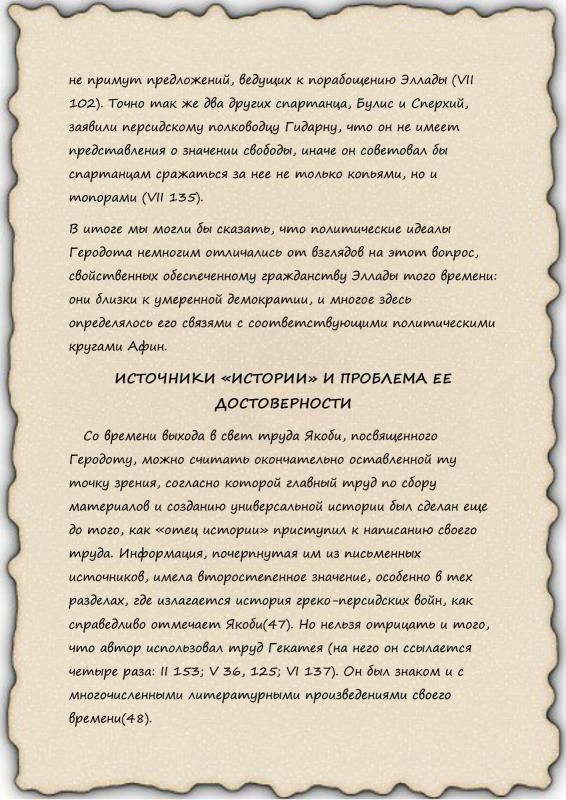 не примут предложений, ведущих к порабощению Эллады (VII
102). Точно так же два других спартанца, Булис и Сперхий,
заявили персидскому полководцу Гидарну, что он не имеет
представления о значении свободы, иначе он советовал бы
спартанцам сражаться за нее не только копьями, но и
топорами (VII 135).
В итоге мы могли бы сказать, что политические идеалы
Геродота немногим отличались от взглядов на этот вопрос,
свойственных обеспеченному гражданству Эллады того времени:
они близки к умеренной демократии, и многое здесь
определялось его связями с соответствующими политическими
кругами Афин.
ИСТОЧНИКИ «ИСТОРИИ» И ПРОБЛЕМА ЕЕ
ДОСТОВЕРНОСТИ
Со времени выхода в свет труда Якоби, посвященного
Геродоту, можно считать окончательно оставленной ту
точку зрения, согласно которой главный труд по сбору
материалов и созданию универсальной истории был сделан еще
до того, как «отец истории» приступил к написанию своего
труда. Информация, почерпнутая им из письменных
источников, имела второстепенное значение, особенно в тех
разделах, где излагается история греко-персидских войн, как
справедливо отмечает Якоби(47). Но нельзя отрицать и того,
что автор использовал труд Гекатея (на него он ссылается
четыре раза: II 153; V 36, 125; VI 137). Он был знаком и с
многочисленными литературными произведениями своего
времени(48).